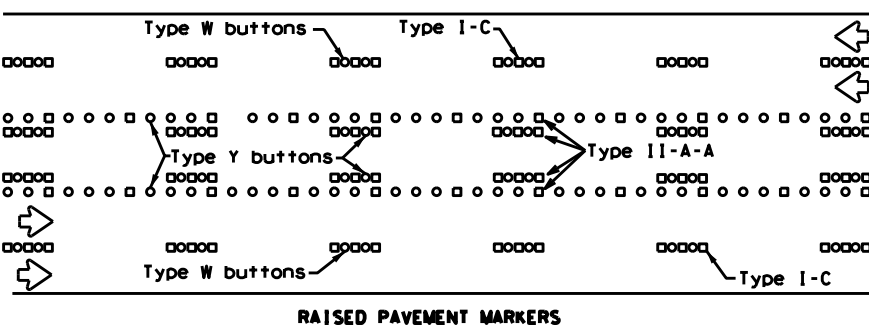 Type W buttons
Type I-C
Type Y buttons
Type II-A-A
Type W buttons
Type I-C
RAISED PAVEMENT MARKERS